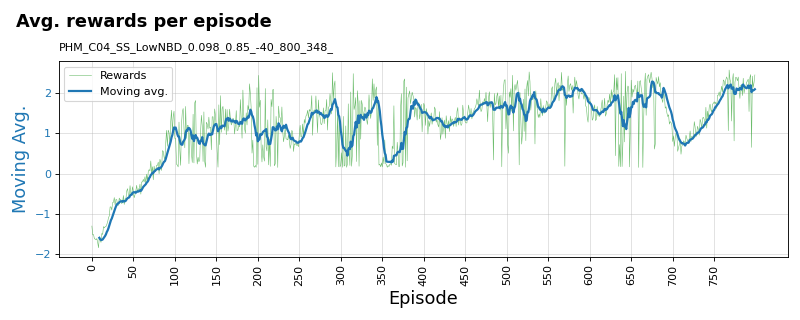 Avg. rewards per episode
PHM_C04_SS_LowNBD_0.098_0.85_-40_800_348_
Rewards
Moving avg.
Moving Avg.
2
1
0
−1
−2
0 50 100 150 200 250 300 350 400 450 500 550 600 650 700 750
Episode